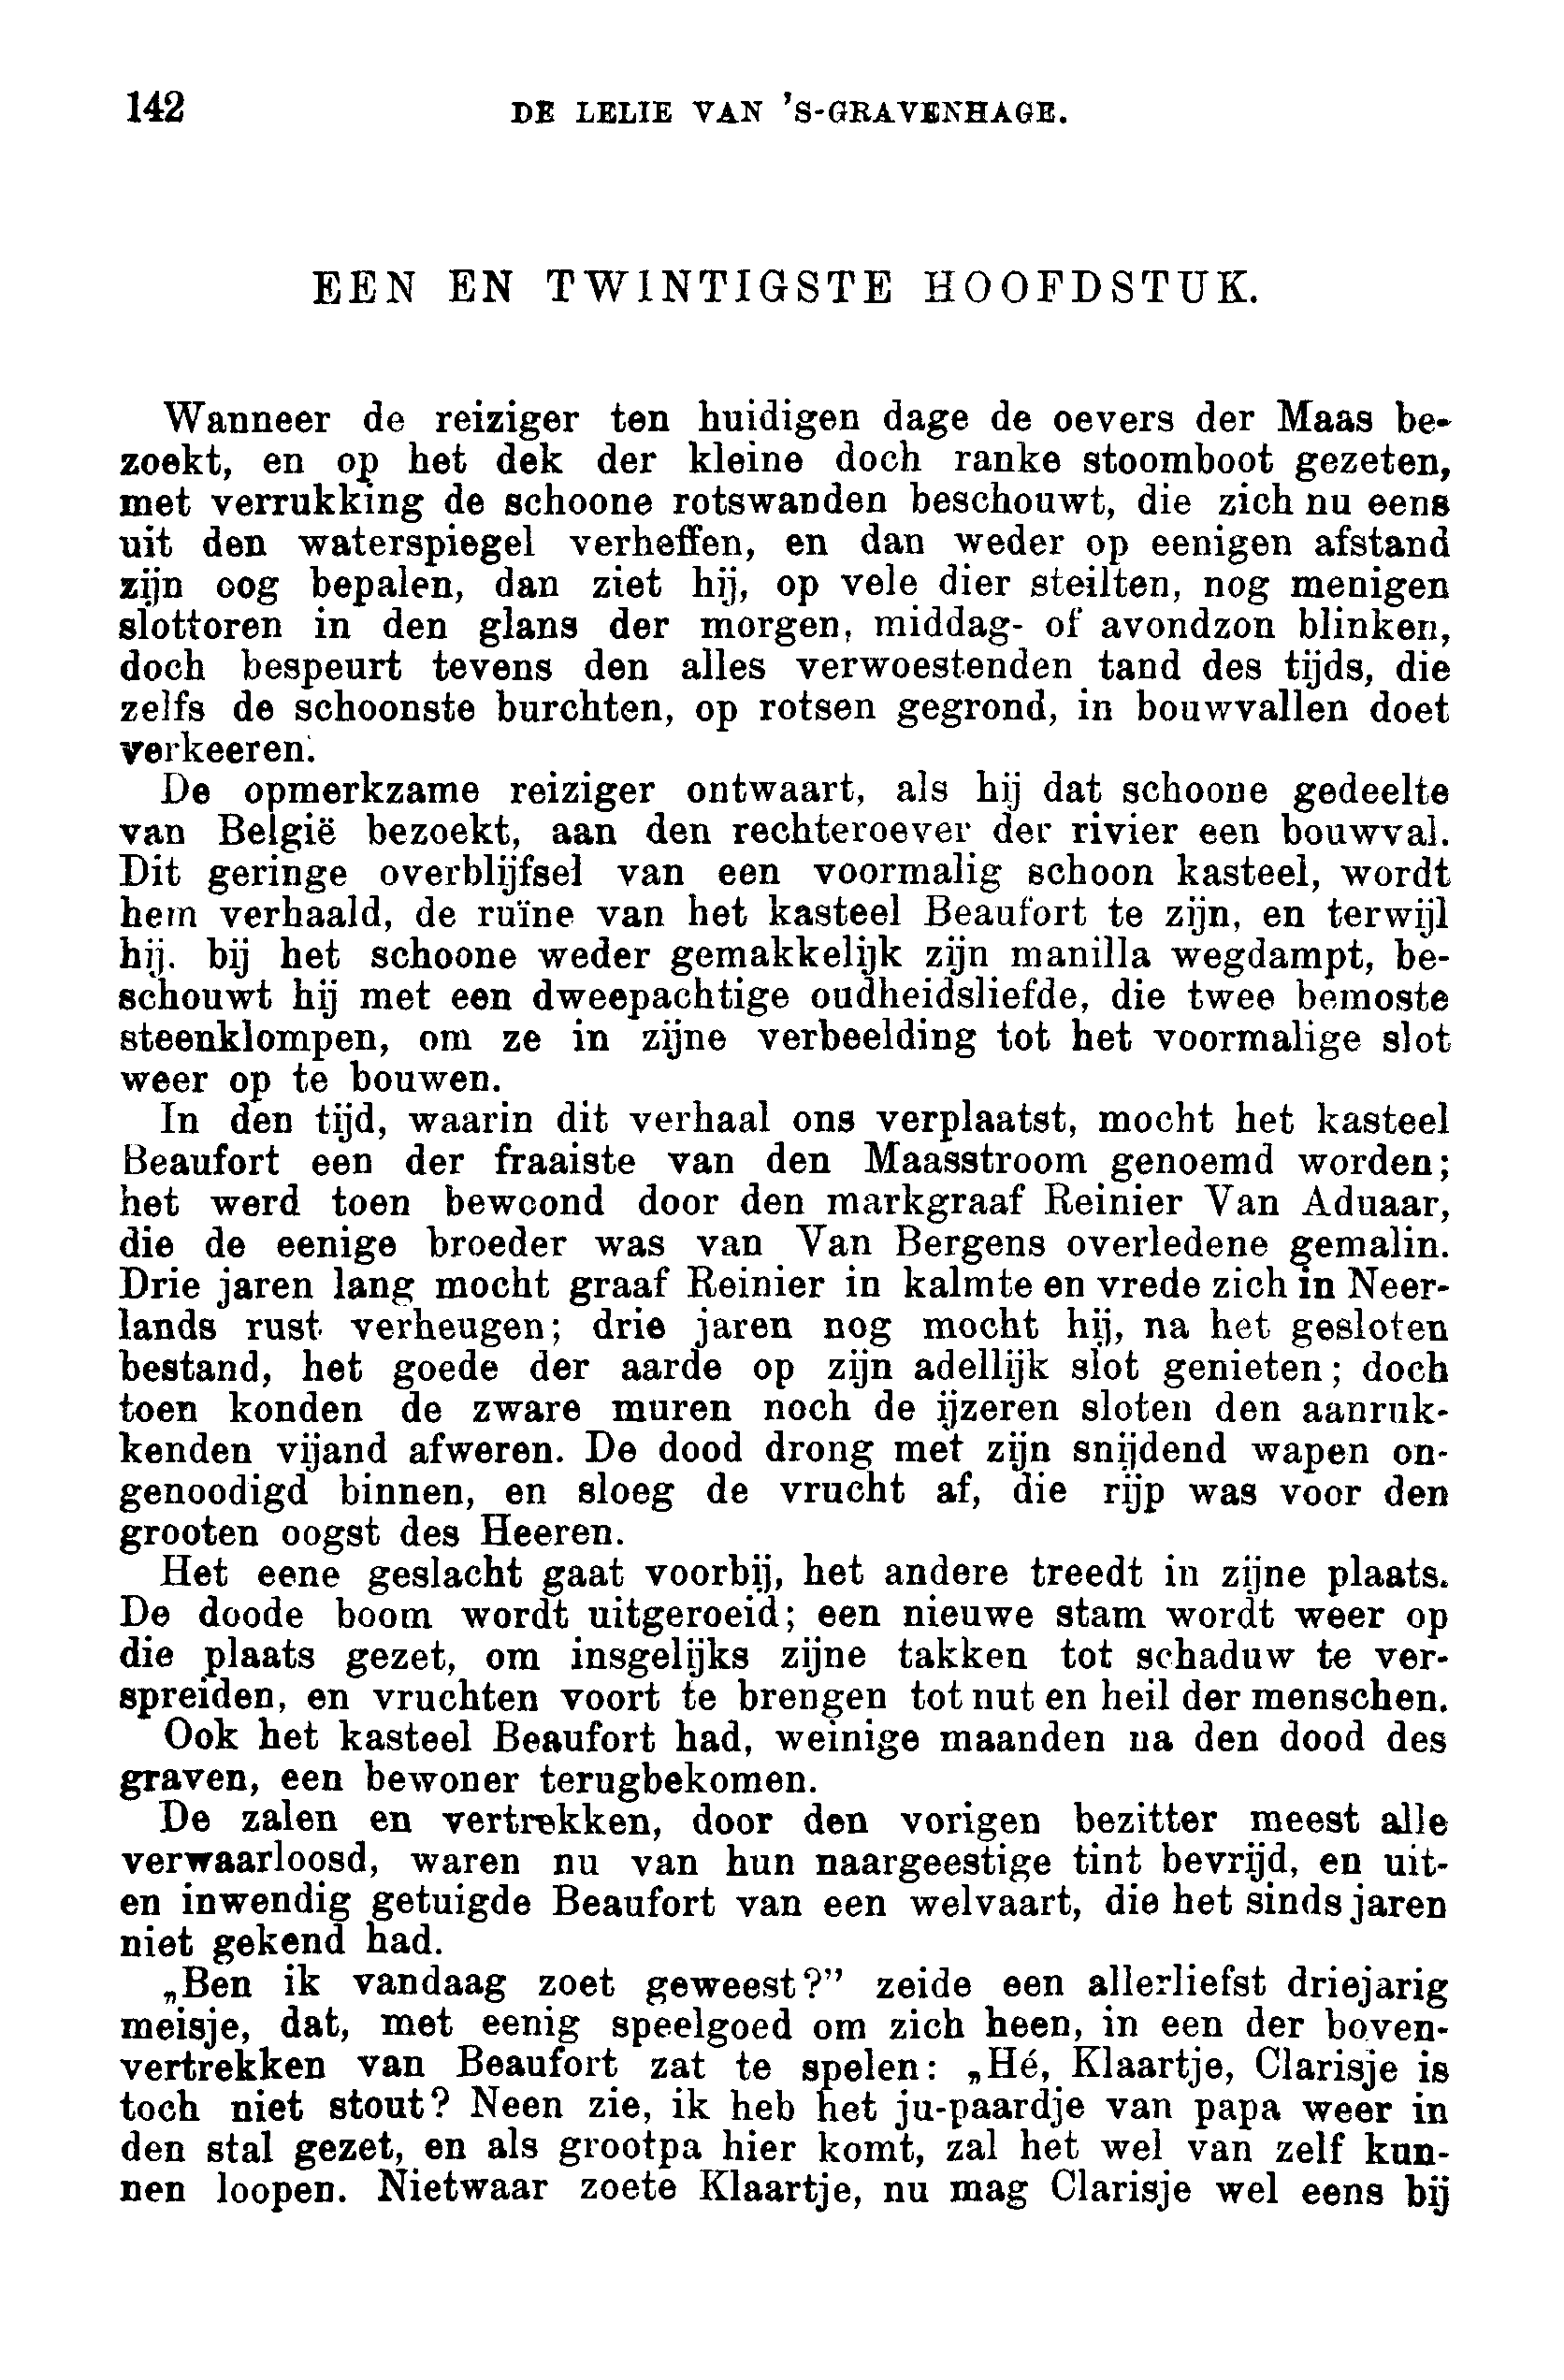 142 DE LELIE VAN 'S-GRAVENHAGE.
EEN EN TWINTIGSTE HOOFDSTUK.
Wanneer de reiziger ten huidigen dage de oevers der Maas be-
zoekt, en op het dek der kleine doch ranke stoomboot gezeten,
met verrukking de schoone rotswanden beschouwt, die zich nu eens
uit den waterspiegel verheffen, en dan weder op eenigen afstand
zijn oog bepalen, dan ziet hij, op vele dier steilten, nog menigen
slottoren in den glans der morgen, middag- of avondzon blinken,
doch bespeurt tevens den alles verwoestenden tand des tijds, die
zelfs de schoonste burchten, op rotsen gegrond, in bouwvallen doet
verkeeren.
De opmerkzame reiziger ontwaart, als hij dat schoone gedeelte
van België bezoekt, aan den rechteroever der rivier een bouwval.
Dit geringe overblijfsel van een voormalig schoon kasteel, wordt
hem verhaald, de ruïne van het kasteel Beaufort te zijn, en terwijl
hij. bij het schoone weder gemakkelijk zijn manilla wegdampt, be-
schouwt hij met een dweepachtige oudheidsliefde, die twee bemoste
steenklompen, om ze in zijne verbeelding tot het voormalige slot
weer op te bouwen.
In den tijd, waarin dit verhaal ons verplaatst, mocht het kasteel
Beaufort een der fraaiste van den Maasstroom genoemd worden;
het werd toen bewoond door den markgraaf Reinier Van Aduaar,
die de eenige broeder was van Van Bergens overledene gemalin.
Drie jaren lang mocht graaf Reinier in kalmte en vrede zich in Neer-
lands rust verheugen; drie jaren nog mocht hij, na het gesloten
bestand, het goede der aarde op zijn adellijk slot genieten; doch
toen konden de zware muren noch de ijzeren sloten den aanruk-
kenden vijand afweren. De dood drong met zijn snijdend wapen on-
genoodigd binnen, en sloeg de vrucht af, die rijp was voor den
grooten oogst des Heeren.
Het eene geslacht gaat voorbij, het andere treedt in zijne plaats.
De doode boom wordt uitgeroeid; een nieuwe stam wordt weer op
die plaats gezet, om insgelijks zijne takken tot schaduw te ver-
spreiden, en vruchten voort te brengen tot nut en heil der menschen.
Ook het kasteel Beaufort had, weinige maanden na den dood des
graven, een bewoner terugbekomen.
De zalen en vertrekken, door den vorigen bezitter meest alle
verwaarloosd, waren nu van hun naargeestige tint bevrijd, en uit-
en inwendig getuigde Beaufort van een welvaart, die het sinds jaren
niet gekend had.
„Ben ik vandaag zoet geweest?” zeide een allerliefst driejarig
meisje, dat, met eenig speelgoed om zich heen, in een der boven-
vertrekken van Beaufort zat te spelen: „Hé, Klaartje, Clarisje is
toch niet stout? Neen zie, ik heb het ju-paardje van papa weer in
den stal gezet, en als grootpa hier komt, zal het wel van zelf kun-
nen loopen. Nietwaar zoete Klaartje, nu mag Clarisje wel eens bij